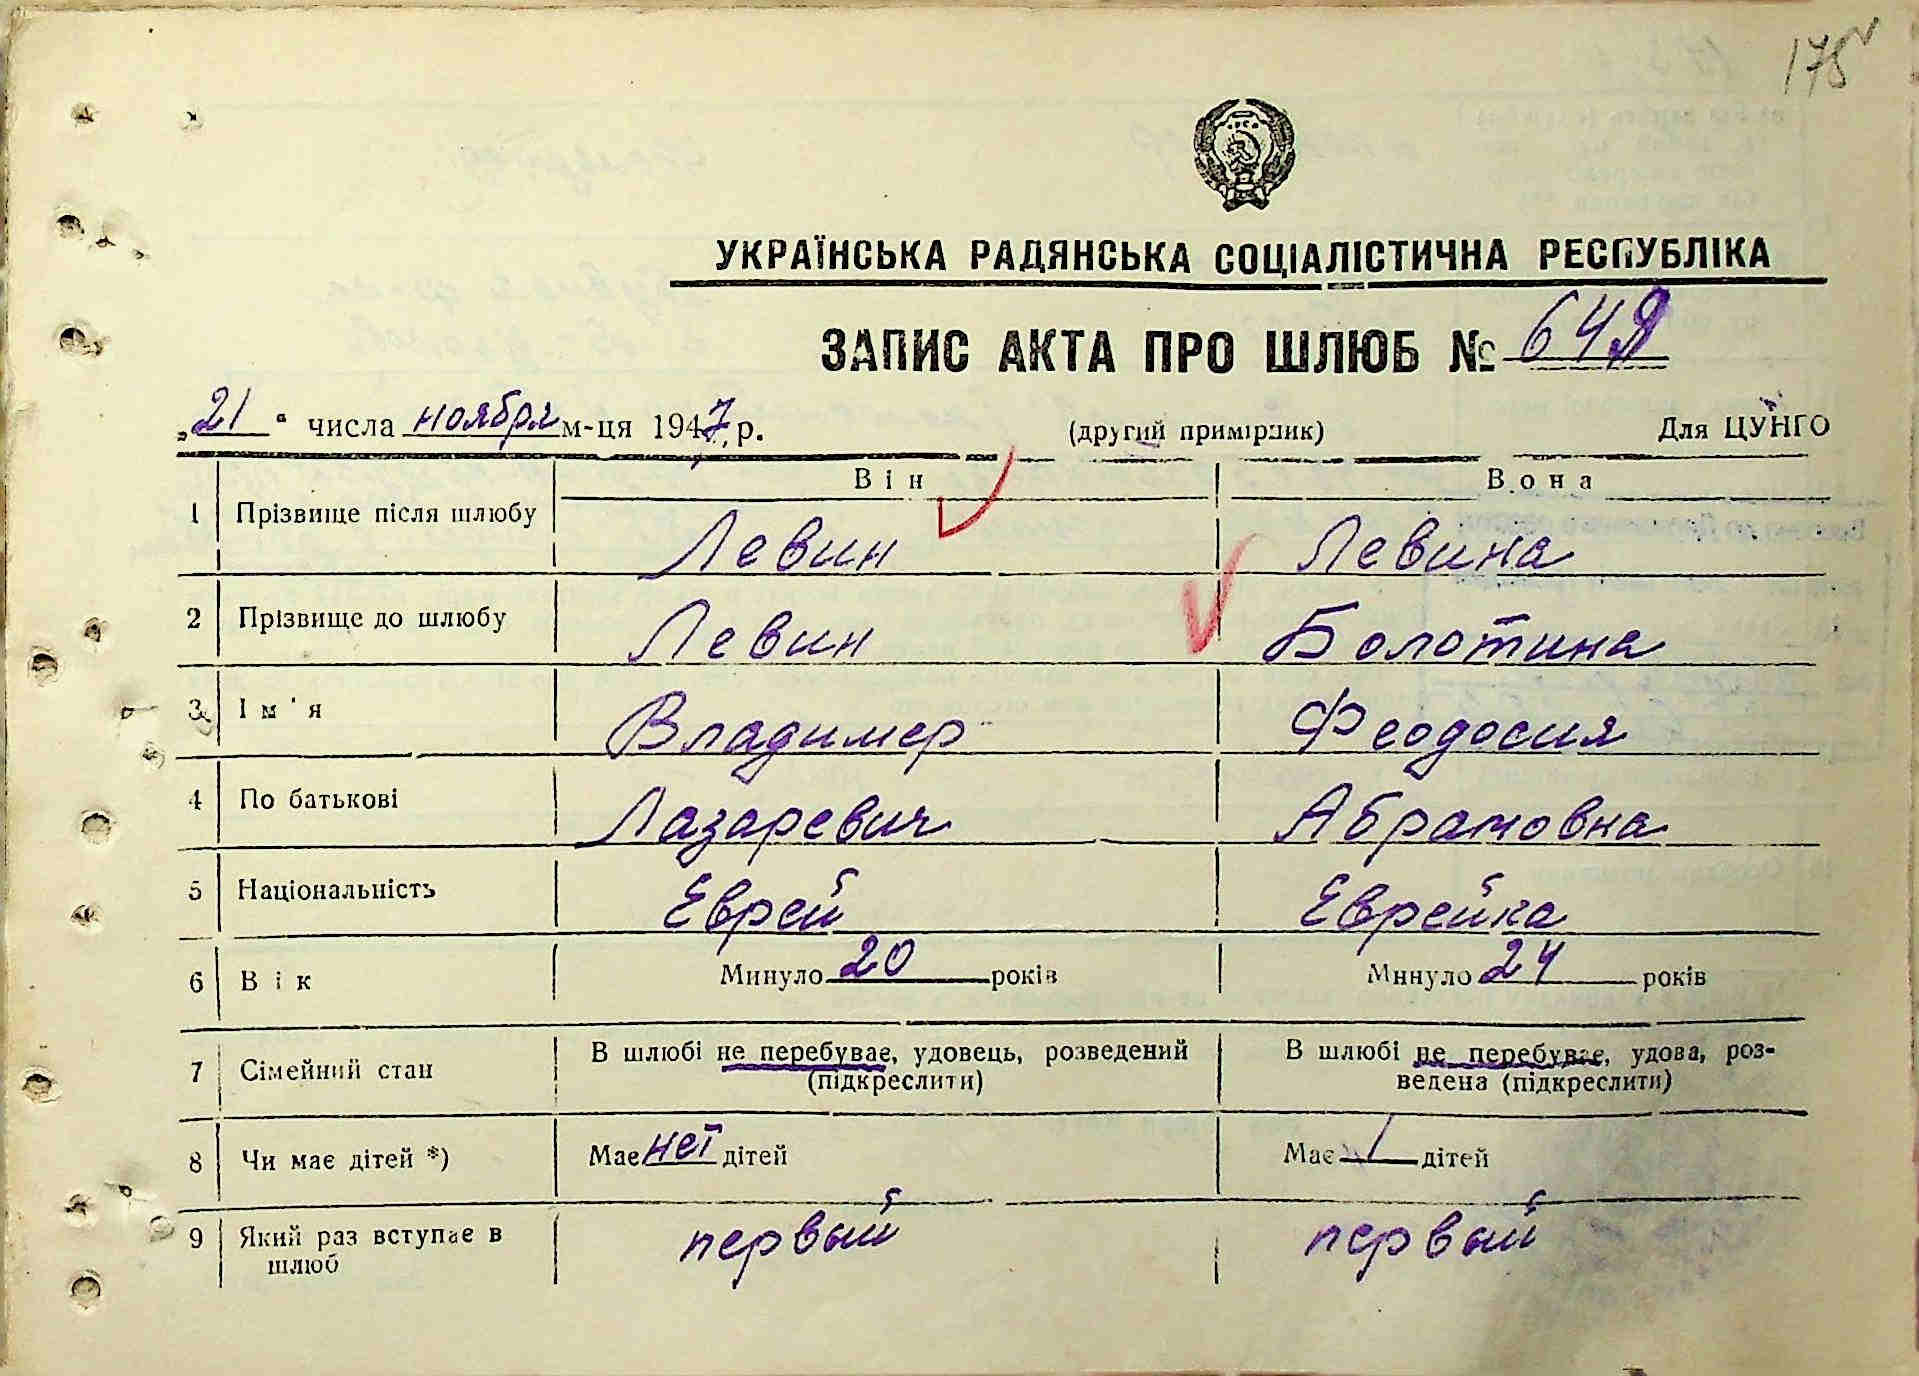 175
УКРАЇНСЬКА РАДЯНСЬКА СОЦІАЛІСТИЧНА РЕСПУБЛІКА
ЗАПИС АКТА ПРО ШЛЮБ №
„21“ числа ноября м-ця 1947 р. (другий примірник) Для ЦУНГО
Він Вона
1 Прізвище після шлюбу Левин Левина
2 Прізвище до шлюбу Левин Болотина
3 Ім'я Владимер Феодосия
4 По батькові Лазаревич Абрамовна
5 Національність Еврей Еврейка
6 Вік Минуло 20 років Минуло 24 років
7 Сімейний стан В шлюбі не перебуває, удовець, розведений В шлюбі не перебуває, удова, роз-
(підкреслити) ведена (підкреслити)
8 Чи має дітей *) Має нет дітей Має дітей
9 Який раз вступає в первый первый
шлюб